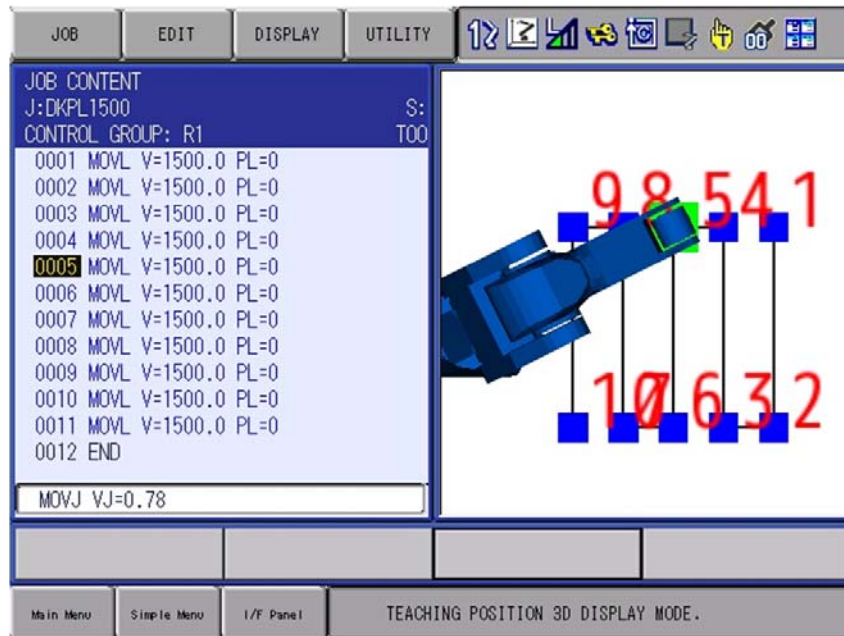 JOB EDIT DISPLAY UTILITY
JOB CONTENT
J:DKPL1500 S:
CONTROL GROUP: R1 TOO
0001 MOVL V=1500.0 PL=0
0002 MOVL V=1500.0 PL=0
0003 MOVL V=1500.0 PL=0
0004 MOVL V=1500.0 PL=0
0005 MOVL V=1500.0 PL=0
0006 MOVL V=1500.0 PL=0
0007 MOVL V=1500.0 PL=0
0008 MOVL V=1500.0 PL=0
0009 MOVL V=1500.0 PL=0
0010 MOVL V=1500.0 PL=0
0011 MOVL V=1500.0 PL=0
0012 END
MOVJ VJ=0.78
9 8 5 4 1
10 7 6 3 2
Main Menu Simple Menu I/F Panel TEACHING POSITION 3D DISPLAY MODE.